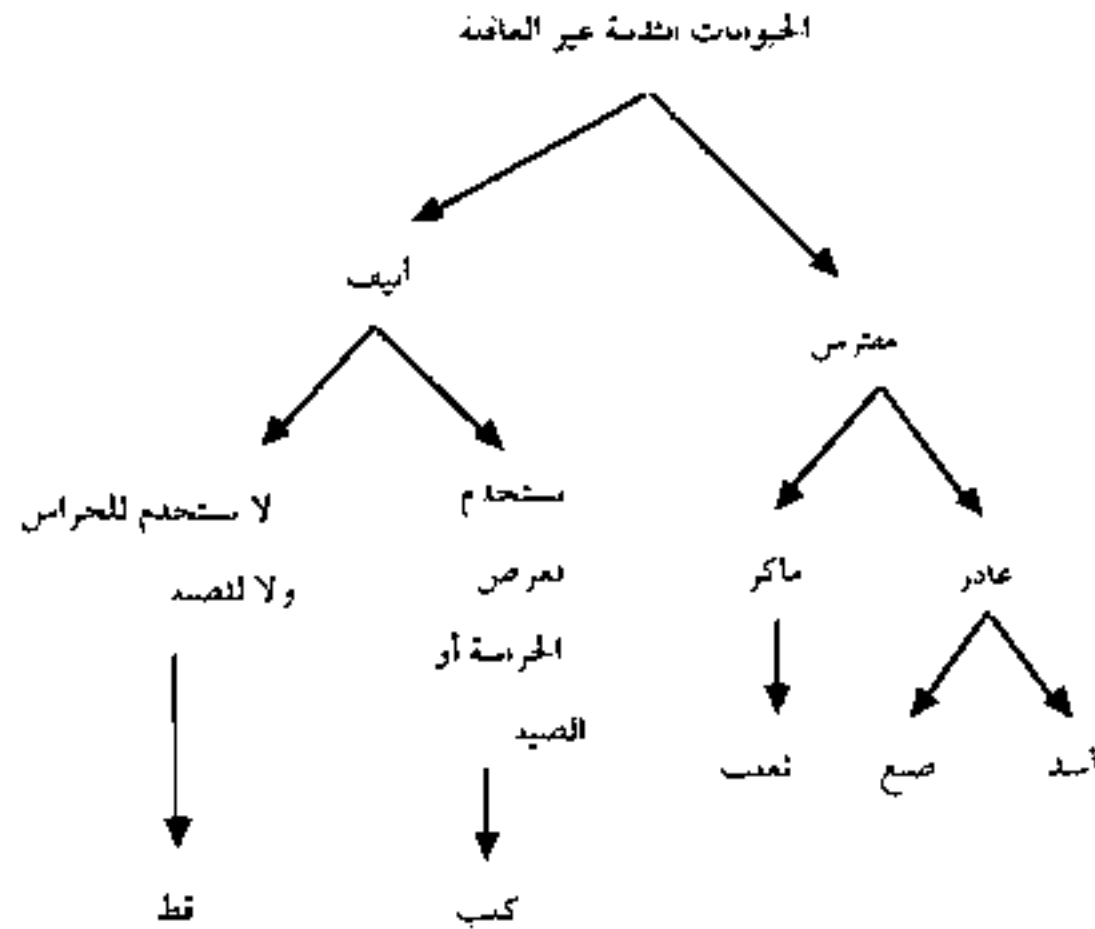 الحيوانات الثديية غير العاقلة
أليف
مفترس
لا يستخدم للحراس
ولا للصيد
يستخدم
لغرض
الحراسة أو
الصيد
ماكر
غادر
ثعلب
ضبع
أسد
قط
كلب